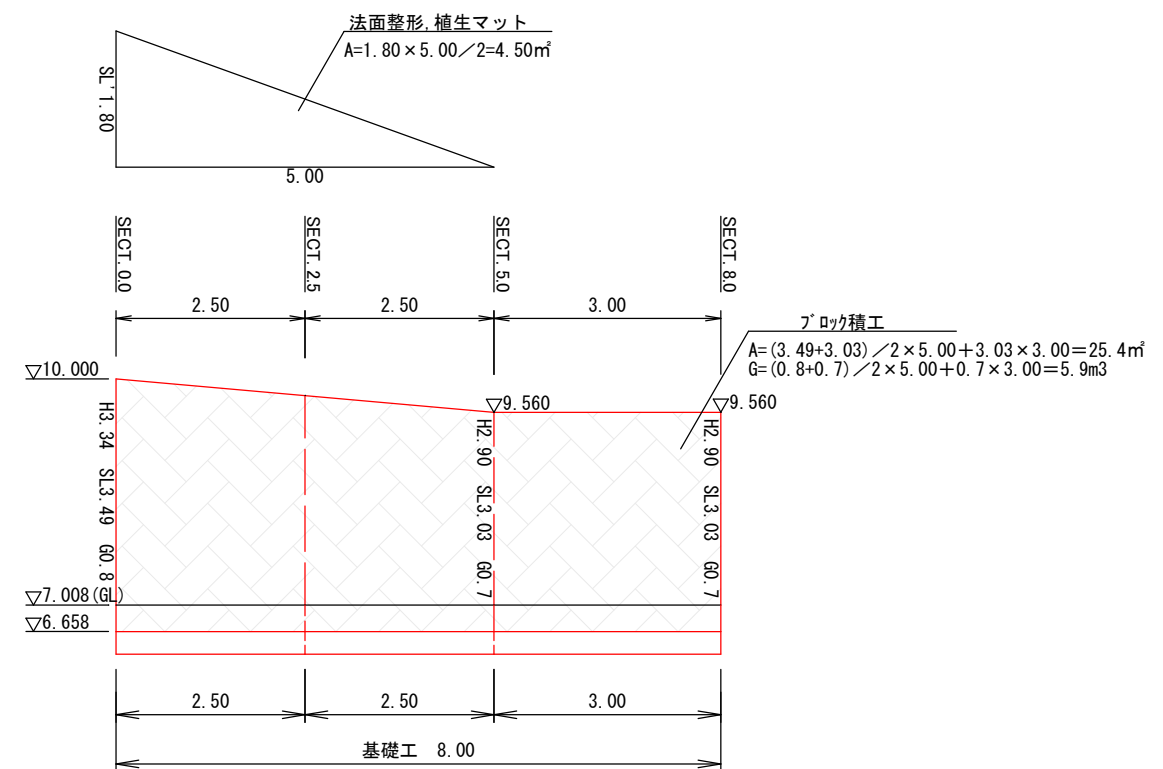 法面整形,植生マット
A=1.80×5.00／2=4.50㎡
SL'1.80
5.00
SECT.0.0
SECT.2.5
SECT.5.0
SECT.8.0
2.50
2.50
3.00
ブロック積工
A=(3.49+3.03)／2×5.00＋3.03×3.00＝25.4㎡
G=(0.8+0.7)／2×5.00＋0.7×3.00＝5.9m3
▽10.000
▽9.560
▽9.560
H3.34 SL3.49 G0.8
H2.90 SL3.03 G0.7
H2.90 SL3.03 G0.7
▽7.008(GL)
▽6.658
2.50
2.50
3.00
基礎工 8.00